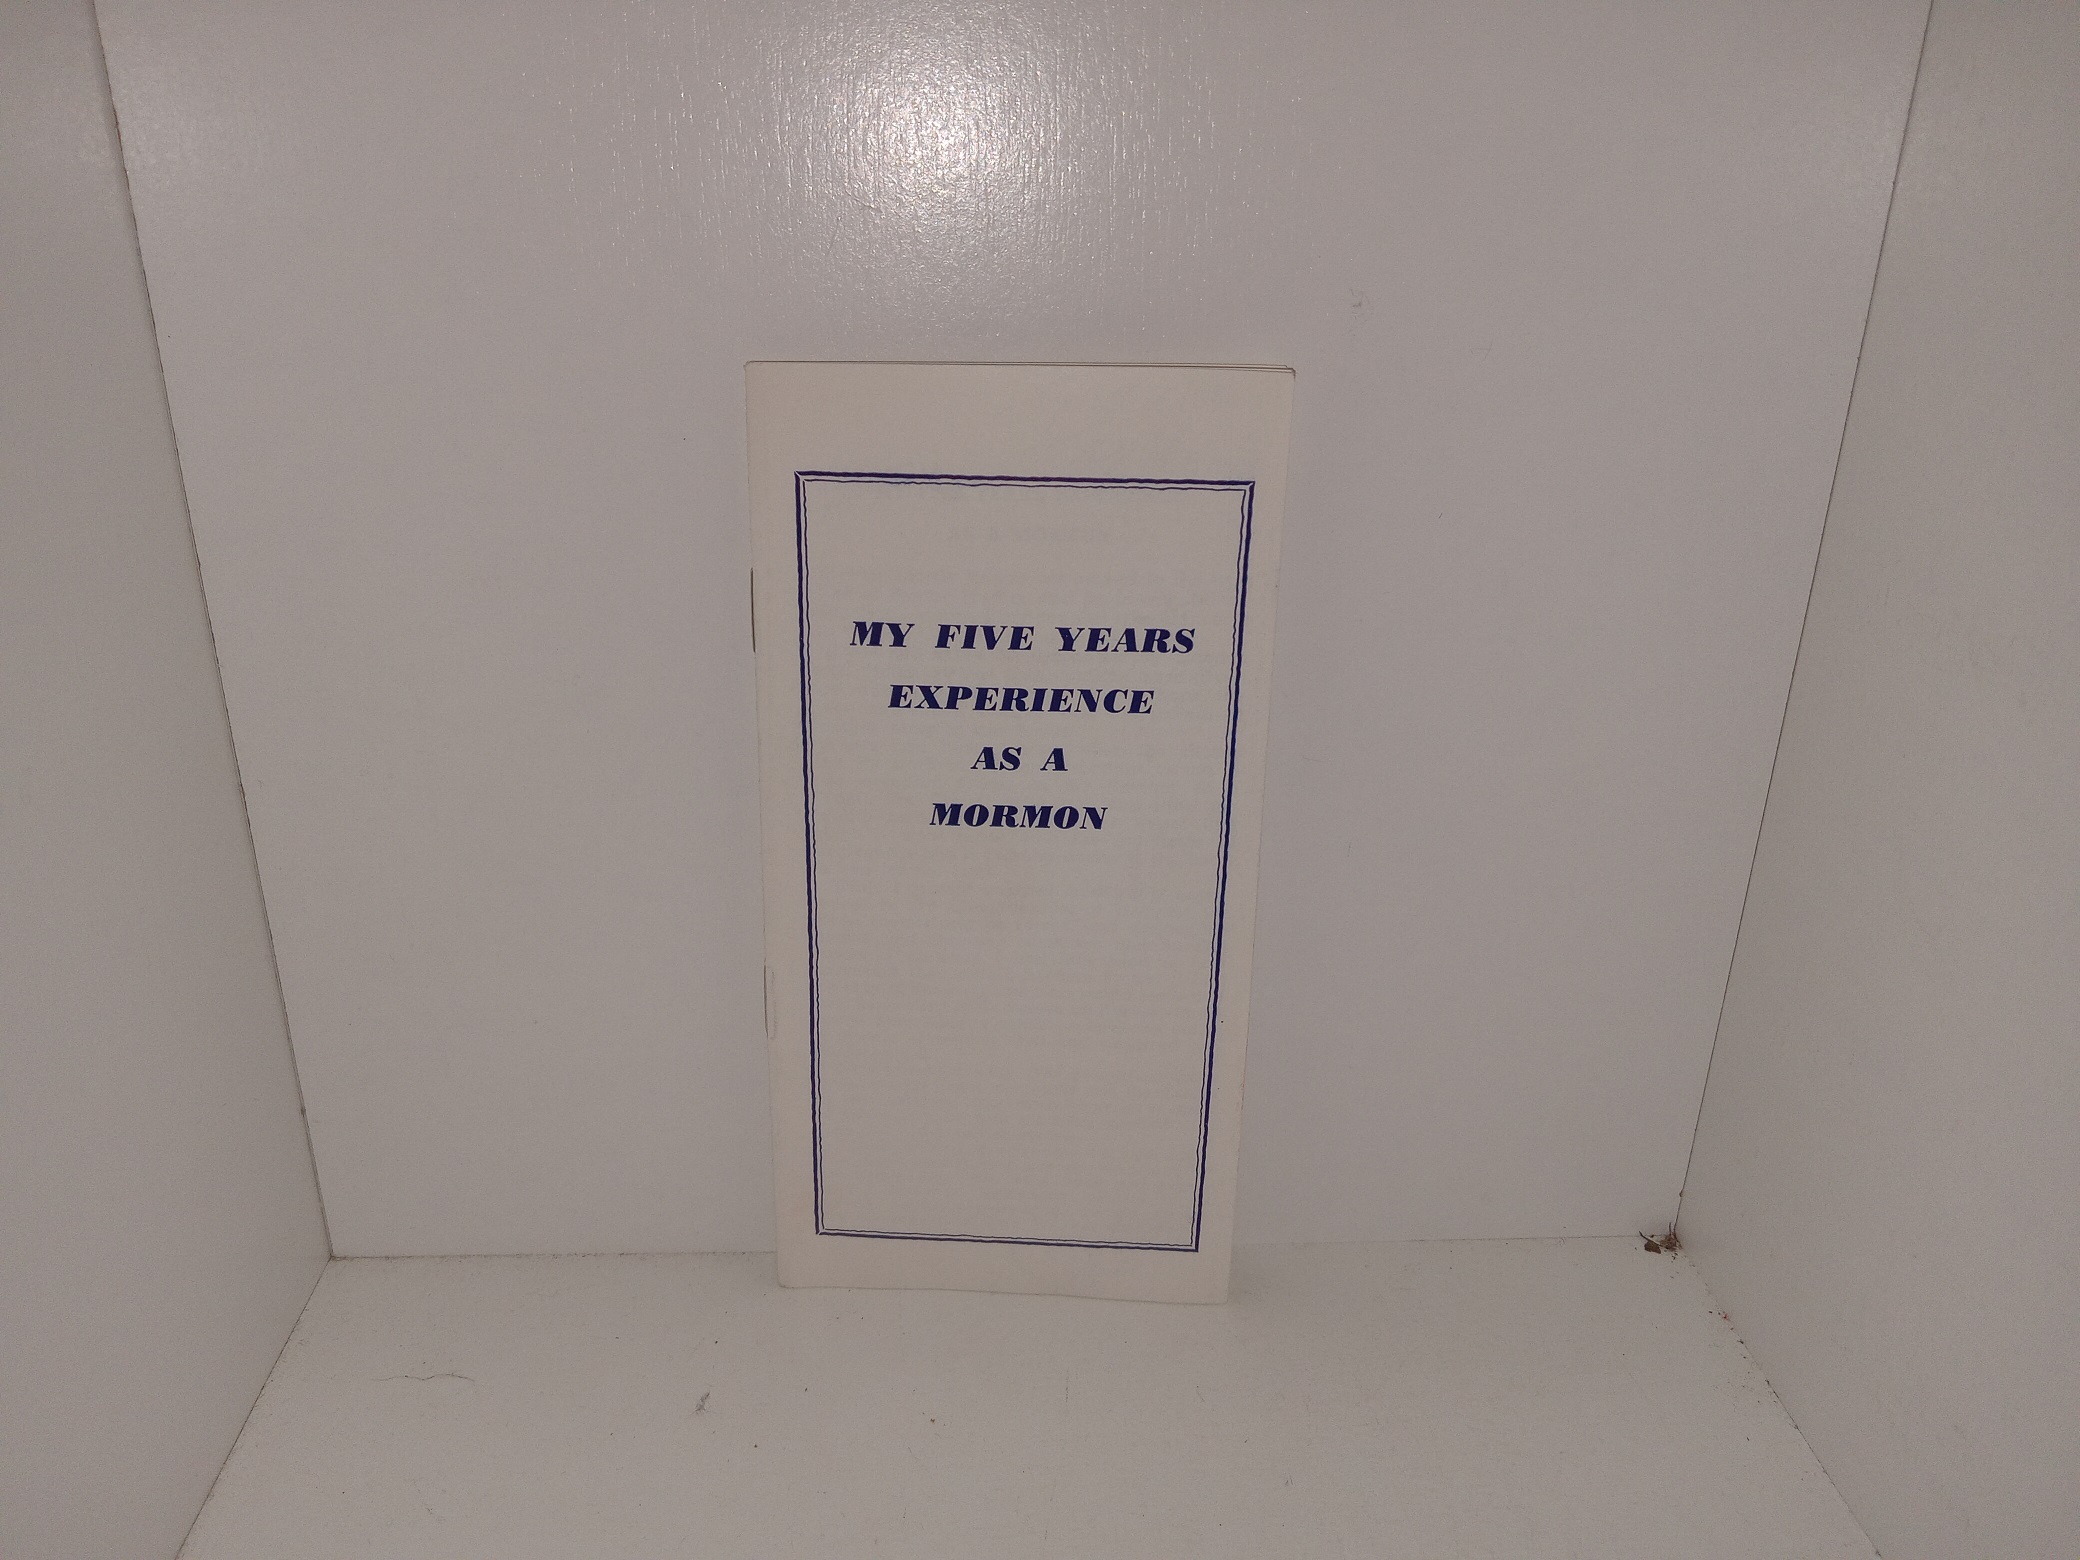 MY FIVE YEARS
EXPERIENCE
AS A
MORMON